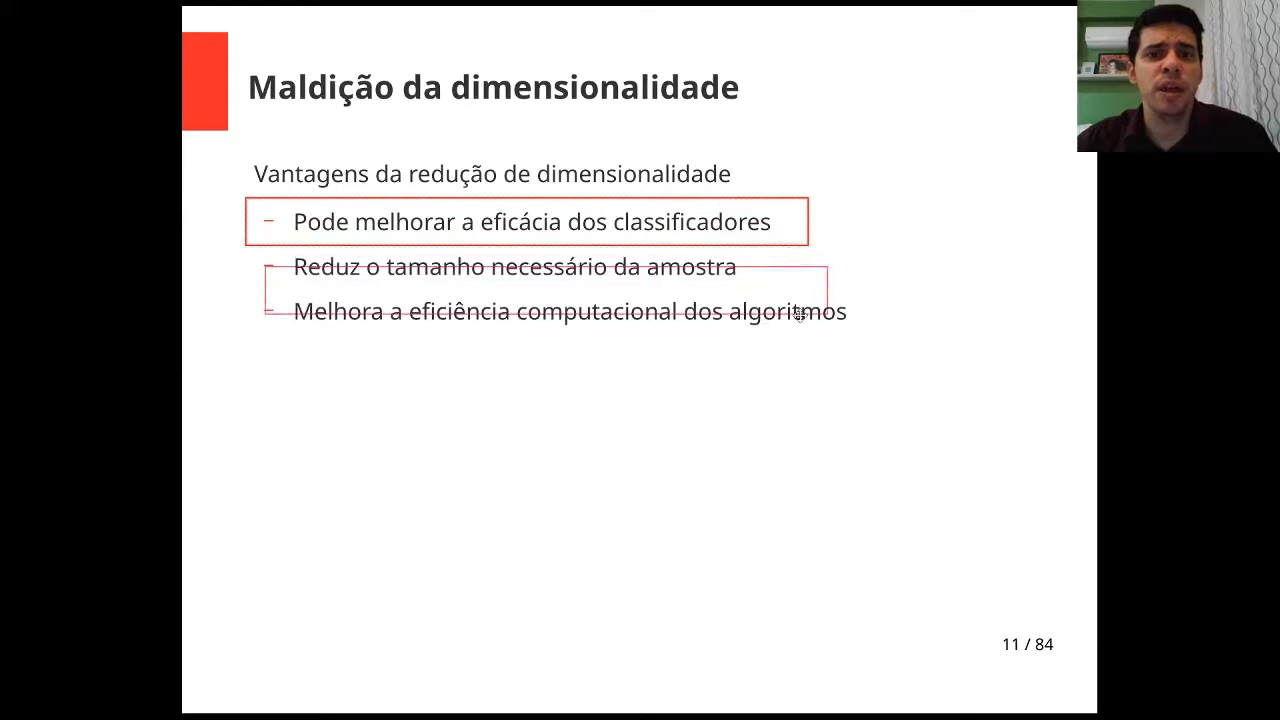 Maldição da dimensionalidade
Vantagens da redução de dimensionalidade
– Pode melhorar a eficácia dos classificadores
– Reduz o tamanho necessário da amostra
– Melhora a eficiência computacional dos algoritmos
11 / 84